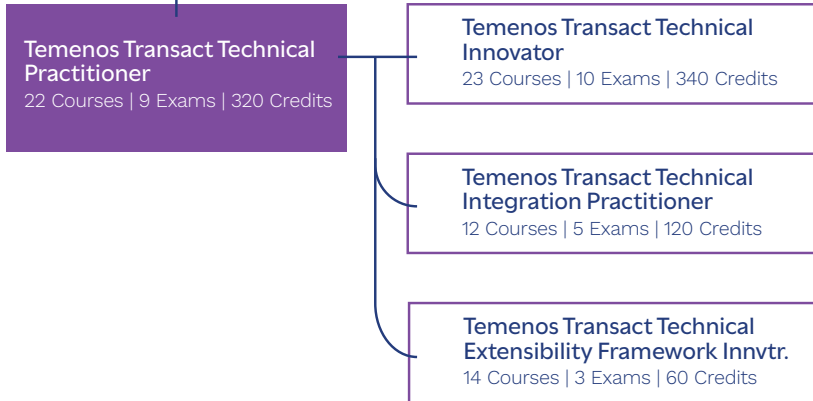 Temenos Transact Technical
Practitioner
22 Courses | 9 Exams | 320 Credits
Temenos Transact Technical
Innovator
23 Courses | 10 Exams | 340 Credits
Temenos Transact Technical
Integration Practitioner
12 Courses | 5 Exams | 120 Credits
Temenos Transact Technical
Extensibility Framework Innvtr.
14 Courses | 3 Exams | 60 Credits